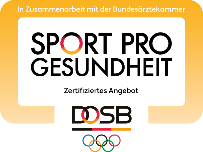 In Zusammenarbeit mit der Bundesärztekammer
SPORT PRO
GESUNDHEIT
Zertifiziertes Angebot
DOSB